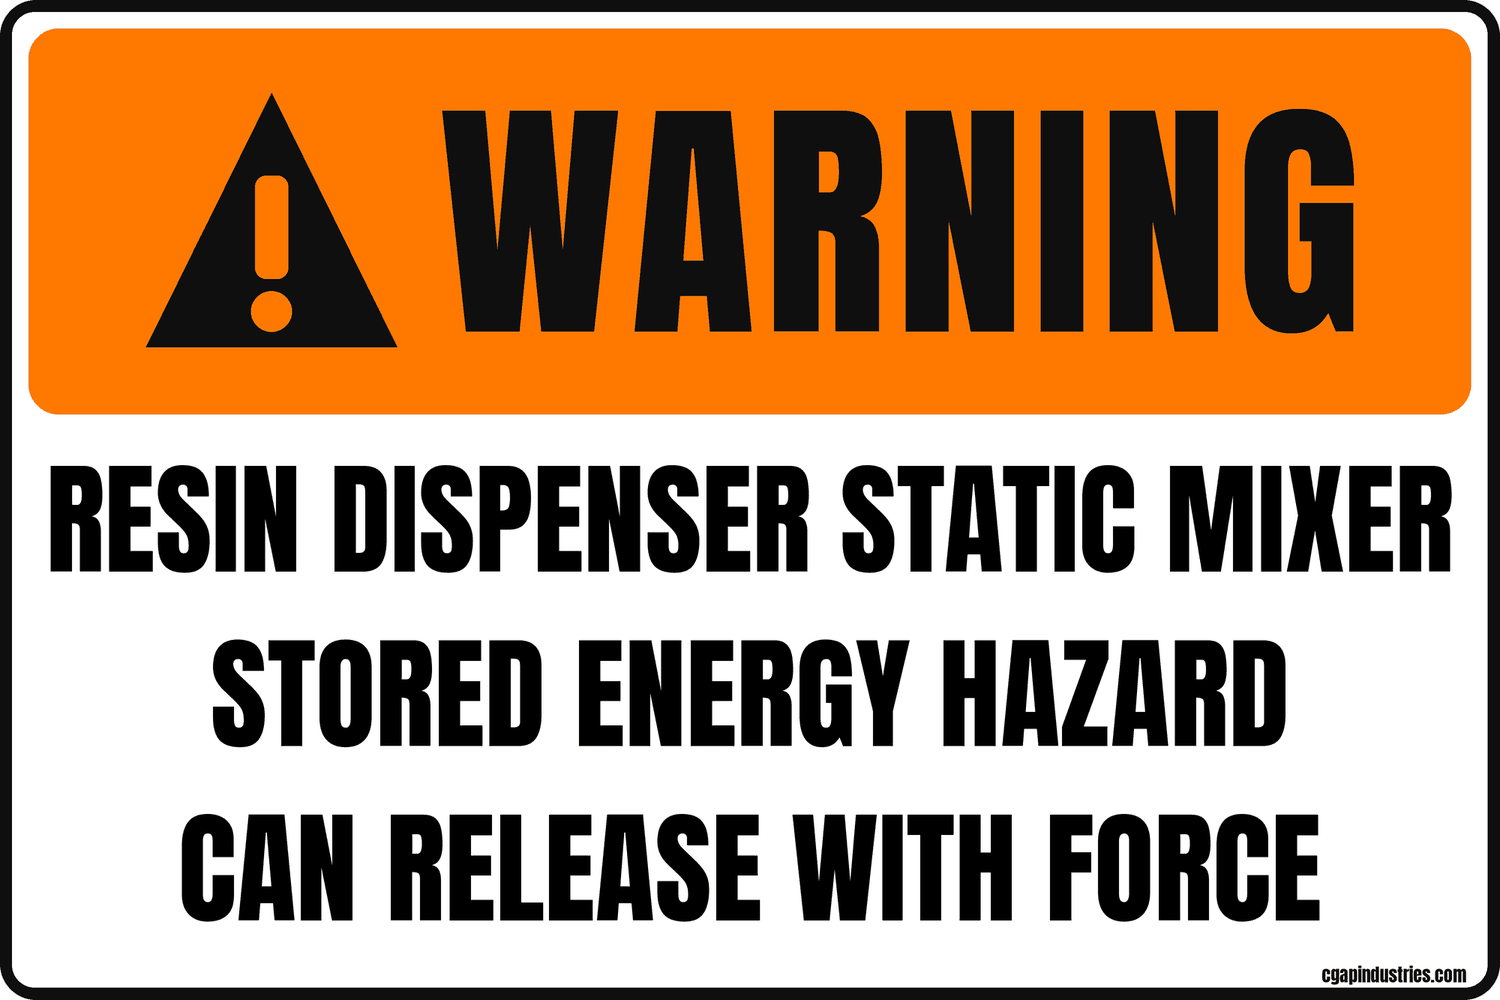 WARNING
RESIN DISPENSER STATIC MIXER
STORED ENERGY HAZARD
CAN RELEASE WITH FORCE
cgapindustries.com